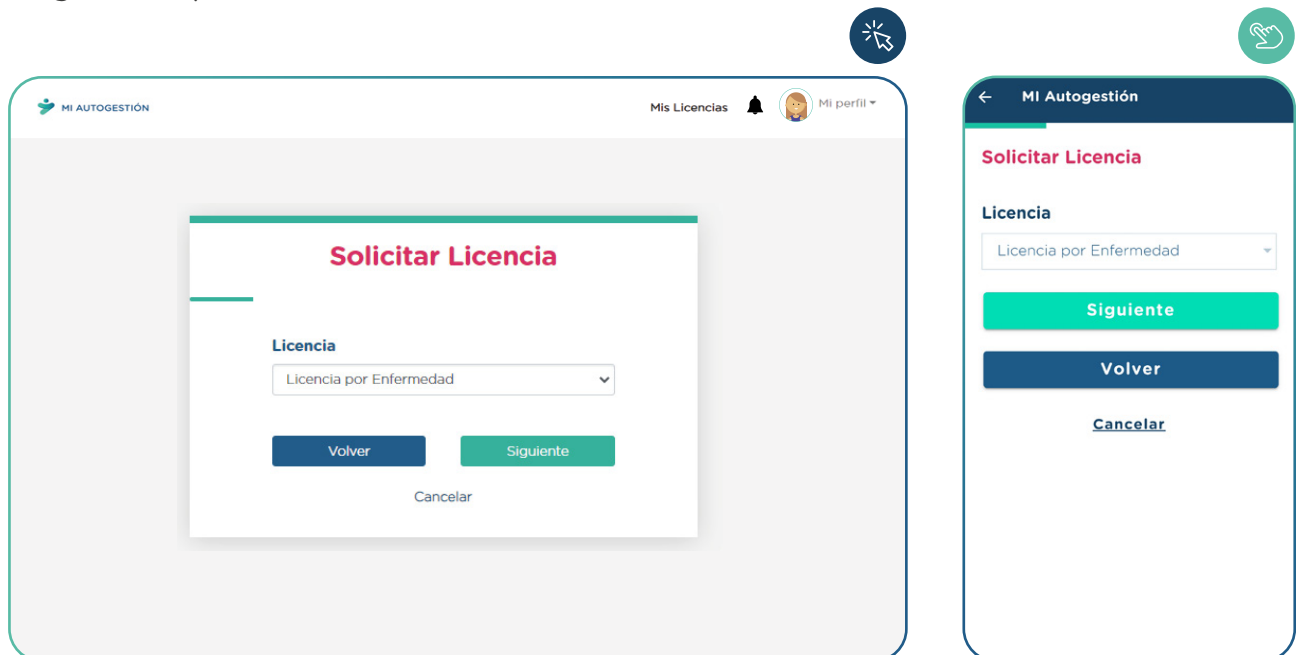 MI AUTOGESTIÓN
Mis Licencias
Mi perfil
Solicitar Licencia
Licencia
Licencia por Enfermedad
Volver
Siguiente
Cancelar
MI Autogestión
Solicitar Licencia
Licencia
Licencia por Enfermedad
Siguiente
Volver
Cancelar